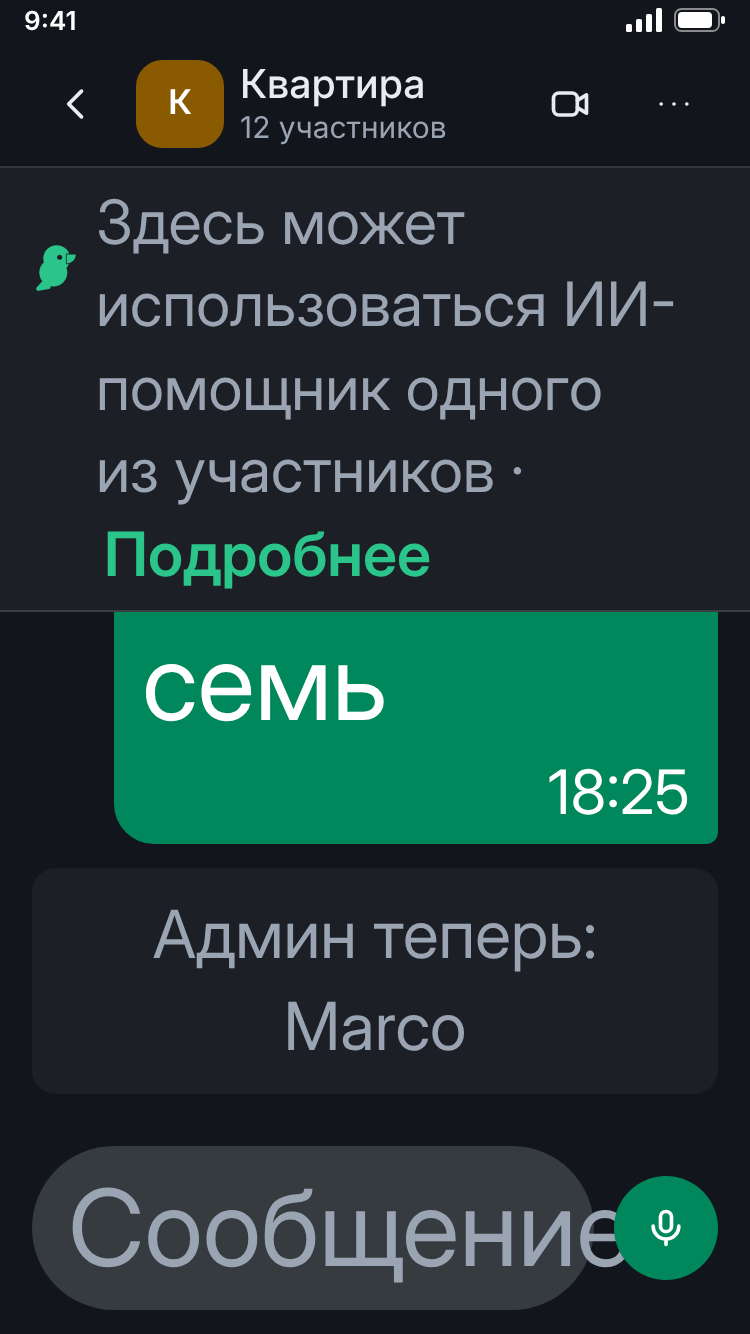 9:41
К
Квартира
12 участников
Здесь может
использоваться ИИ-
помощник одного
из участников ·
Подробнее
семь
18:25
Админ теперь:
Marco
Сообщение